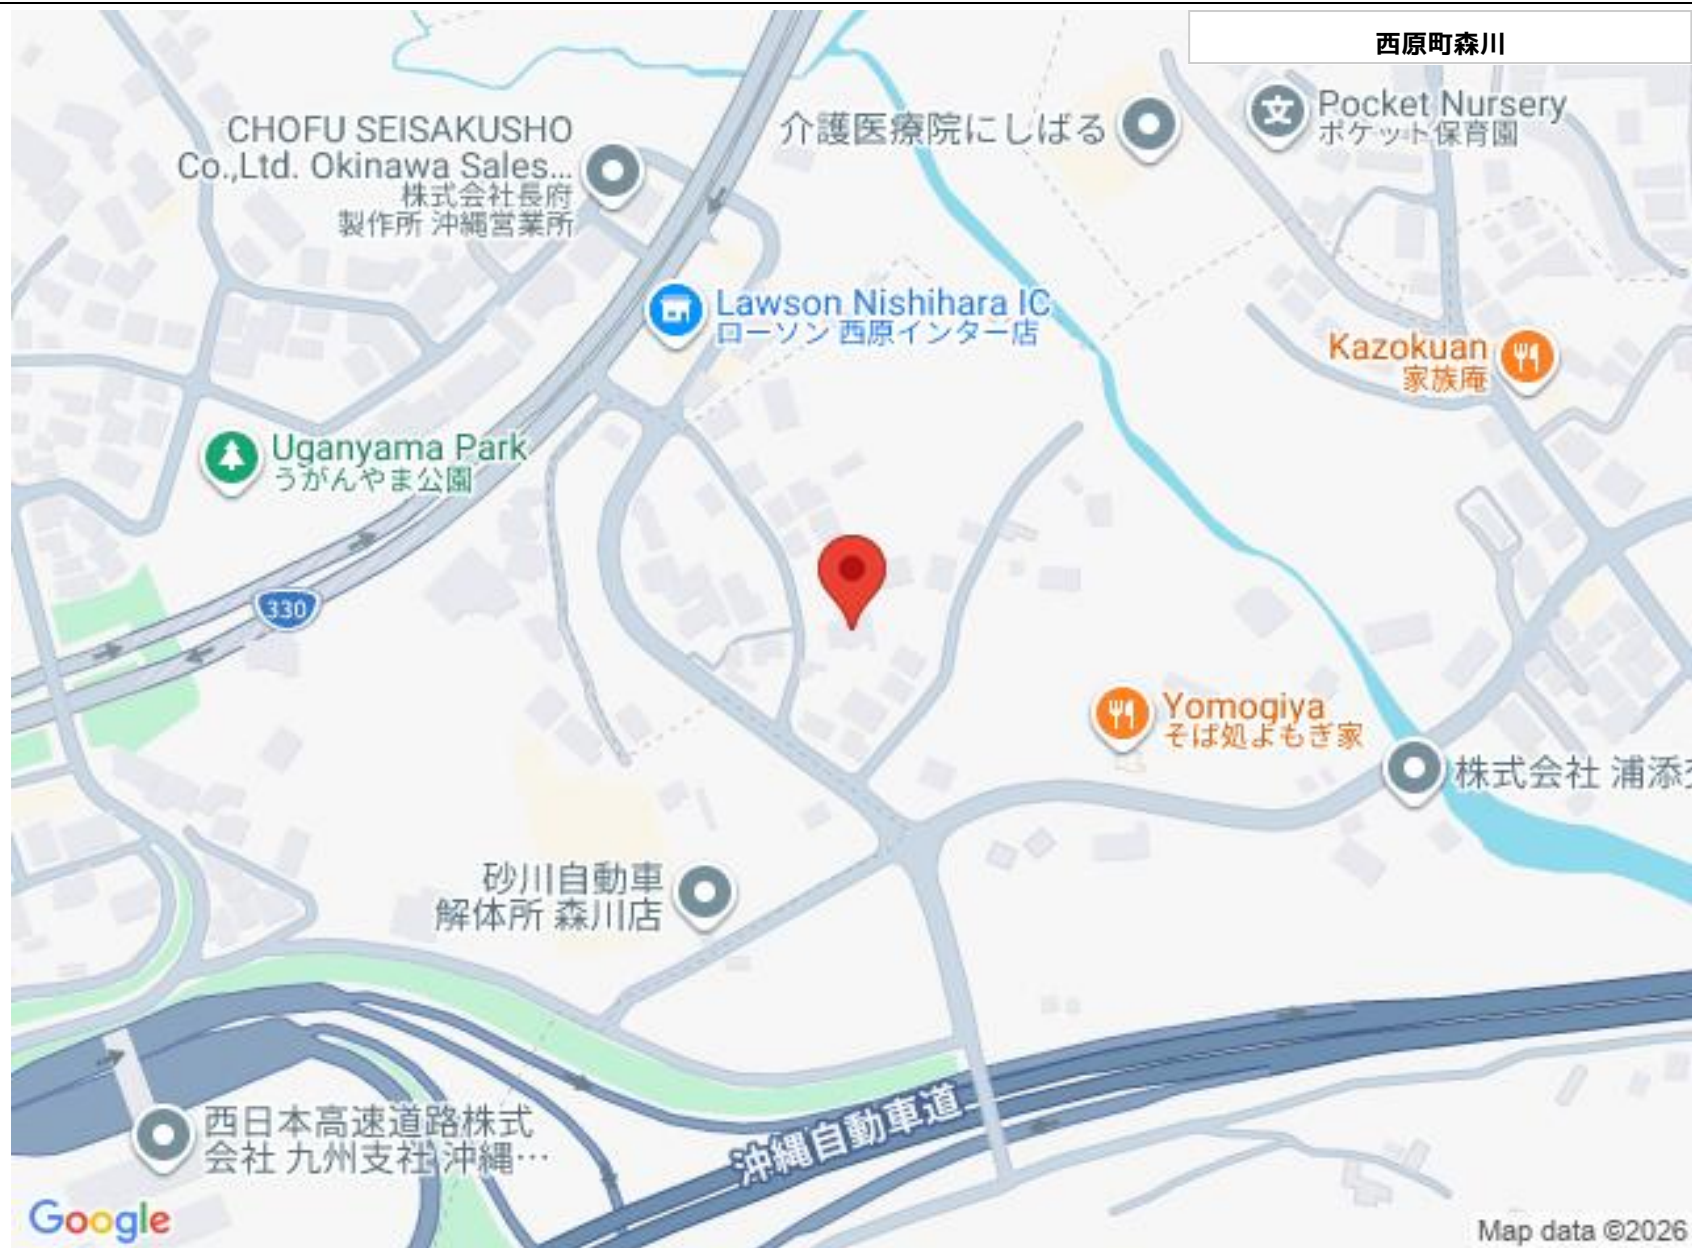 西原町森川
CHOFU SEISAKUSHO
Co.,Ltd. Okinawa Sales...
株式会社長府
製作所 沖縄営業所
介護医療院にしばる
Pocket Nursery
ポケット保育園
Lawson Nishihara IC
ローソン 西原インター店
Kazokuan
家族庵
Uganyama Park
うがんやま公園
330
Yomogiya
そば処よもぎ家
株式会社 浦添
砂川自動車
解体所 森川店
沖縄自動車道
西日本高速道路株式
会社 九州支社 沖縄…
Google
Map data ©2026